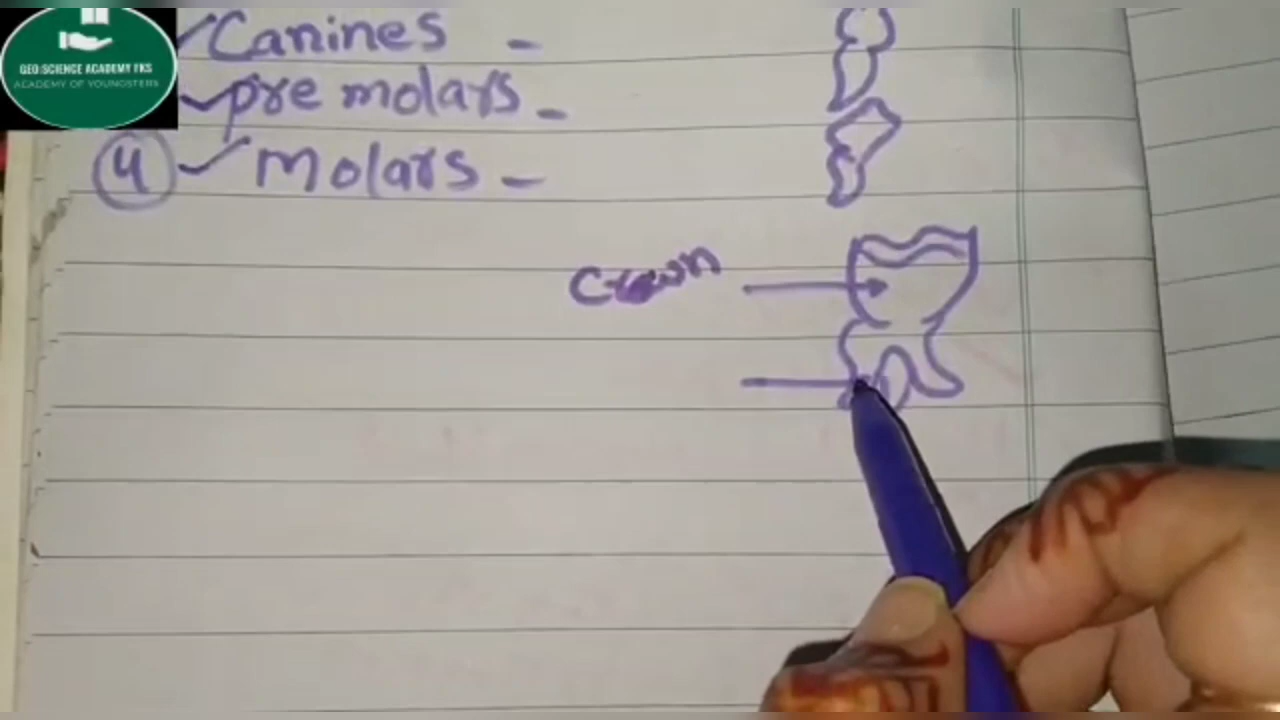 GEO SCIENCE ACADEMY FKS
ACADEMY OF YOUNGSTERS
Canines -
pre molars -
4 Molars -
Crown